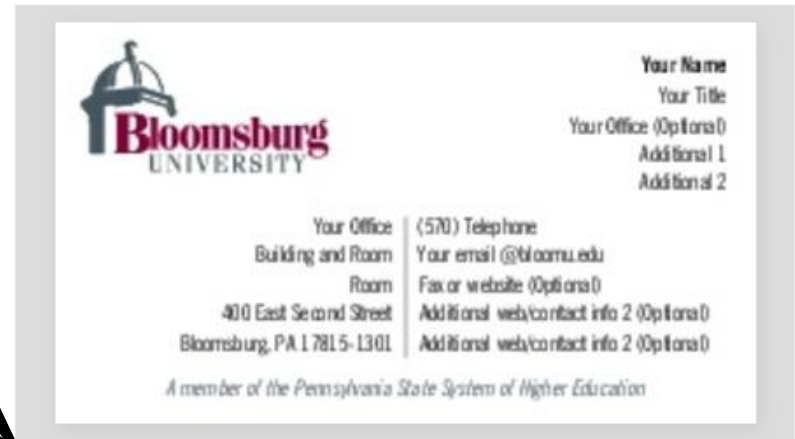 Bloomsburg
UNIVERSITY
Your Name
Your Title
Your Office (Optional)
Additional 1
Additional 2
Your Office
Building and Room
Room
400 East Second Street
Bloomsburg, PA 17815-1301
(570) Telephone
Your email @bloomu.edu
Fax or website (Optional)
Additional web/contact info 2 (Optional)
Additional web/contact info 2 (Optional)
A member of the Pennsylvania State System of Higher Education